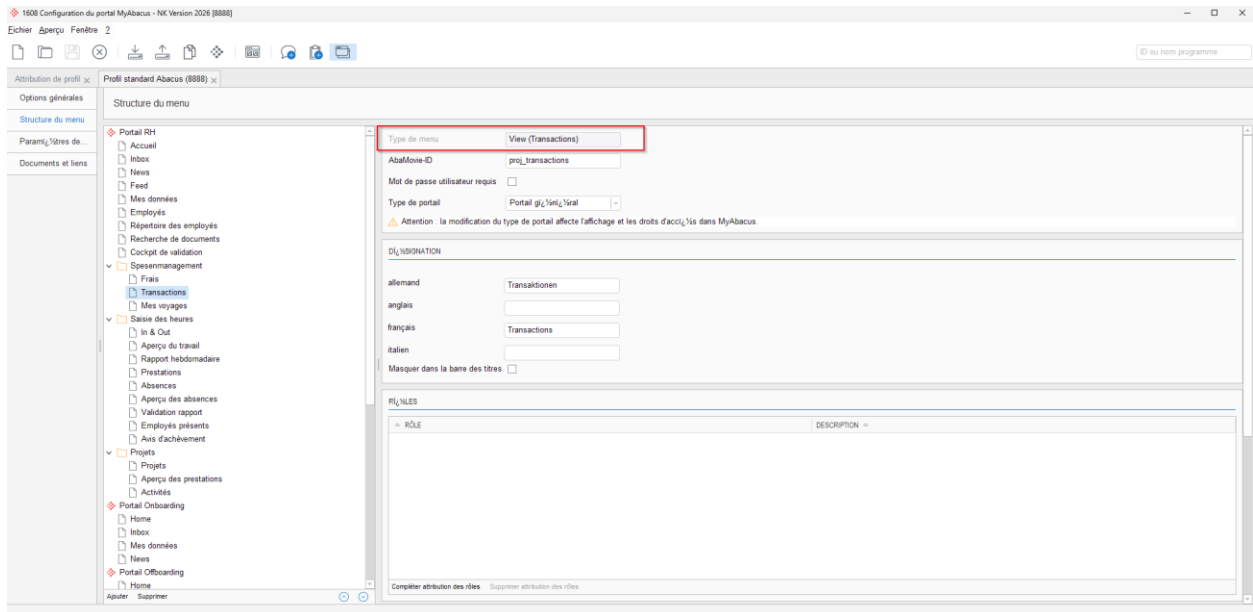 1608 Configuration du portal MyAbacus - NK Version 2026 [8888]
Fichier Aperçu Fenêtre ?
ID ou nom programme
Attribution de profil Profil standard Abacus (8888)
Options générales
Structure du menu
Paramï¿½tres de...
Documents et liens
Structure du menu
Portail RH
Accueil
Inbox
News
Feed
Mes données
Employés
Répertoire des employés
Recherche de documents
Cockpit de validation
Spesenmanagement
Frais
Transactions
Mes voyages
Saisie des heures
In & Out
Aperçu du travail
Rapport hebdomadaire
Prestations
Absences
Aperçu des absences
Validation rapport
Employés présents
Avis d'achèvement
Projets
Projets
Aperçu des prestations
Activités
Portail Onboarding
Home
Inbox
Mes données
News
Portail Offboarding
Home
Ajouter Supprimer
Type de menu View (Transactions)
AbaMovie-ID proj_transactions
Mot de passe utilisateur requis
Type de portail Portail gï¿½nï¿½ral
Attention : la modification du type de portail affecte l'affichage et les droits d'accï¿½s dans MyAbacus.
Dï¿½SIGNATION
allemand Transaktionen
anglais
français Transactions
italien
Masquer dans la barre des titres
Rï¿½LES
RÔLE DESCRIPTION
Compléter attribution des rôles Supprimer attribution des rôles